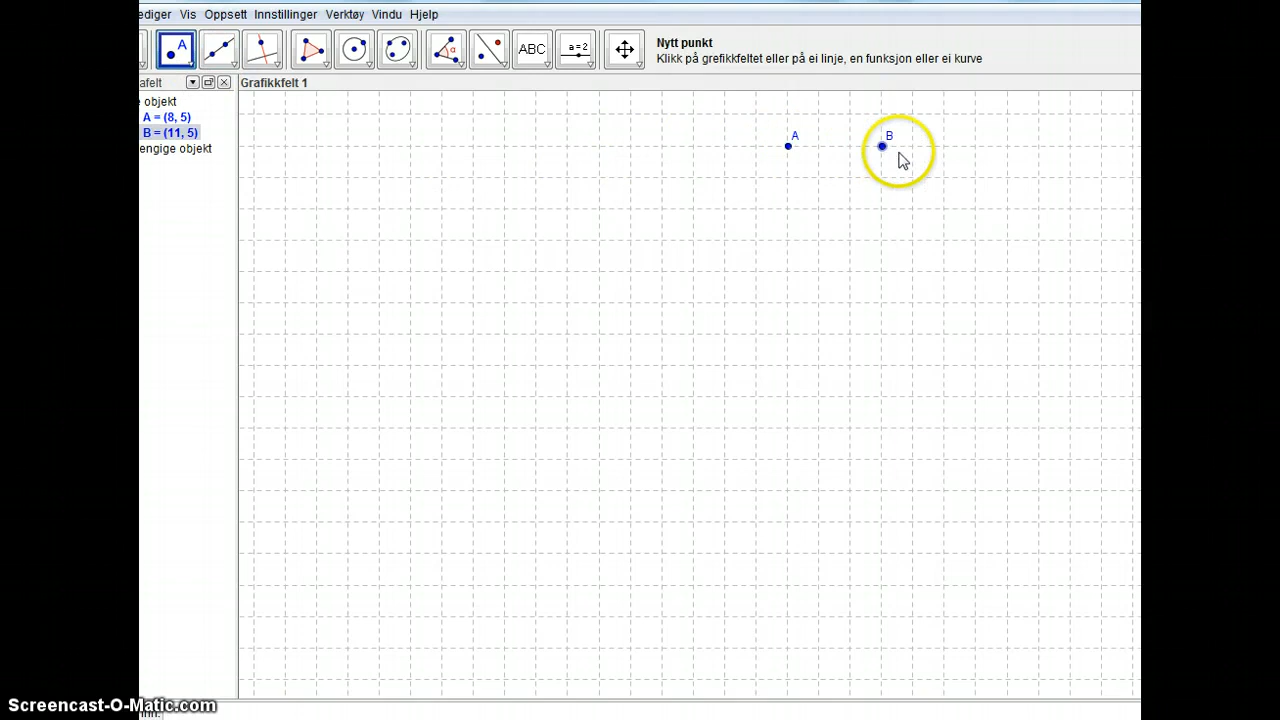 ediger Vis Oppsett Innstillinger Verktøy Vindu Hjelp
A ABC a=2 Nytt punkt
Klikk på grefikkfeltet eller på ei linje, en funksjon eller ei kurve
afelt Grafikkfelt 1
e objekt
A = (8, 5)
B = (11, 5)
engige objekt
A B
Screencast-O-Matic.com